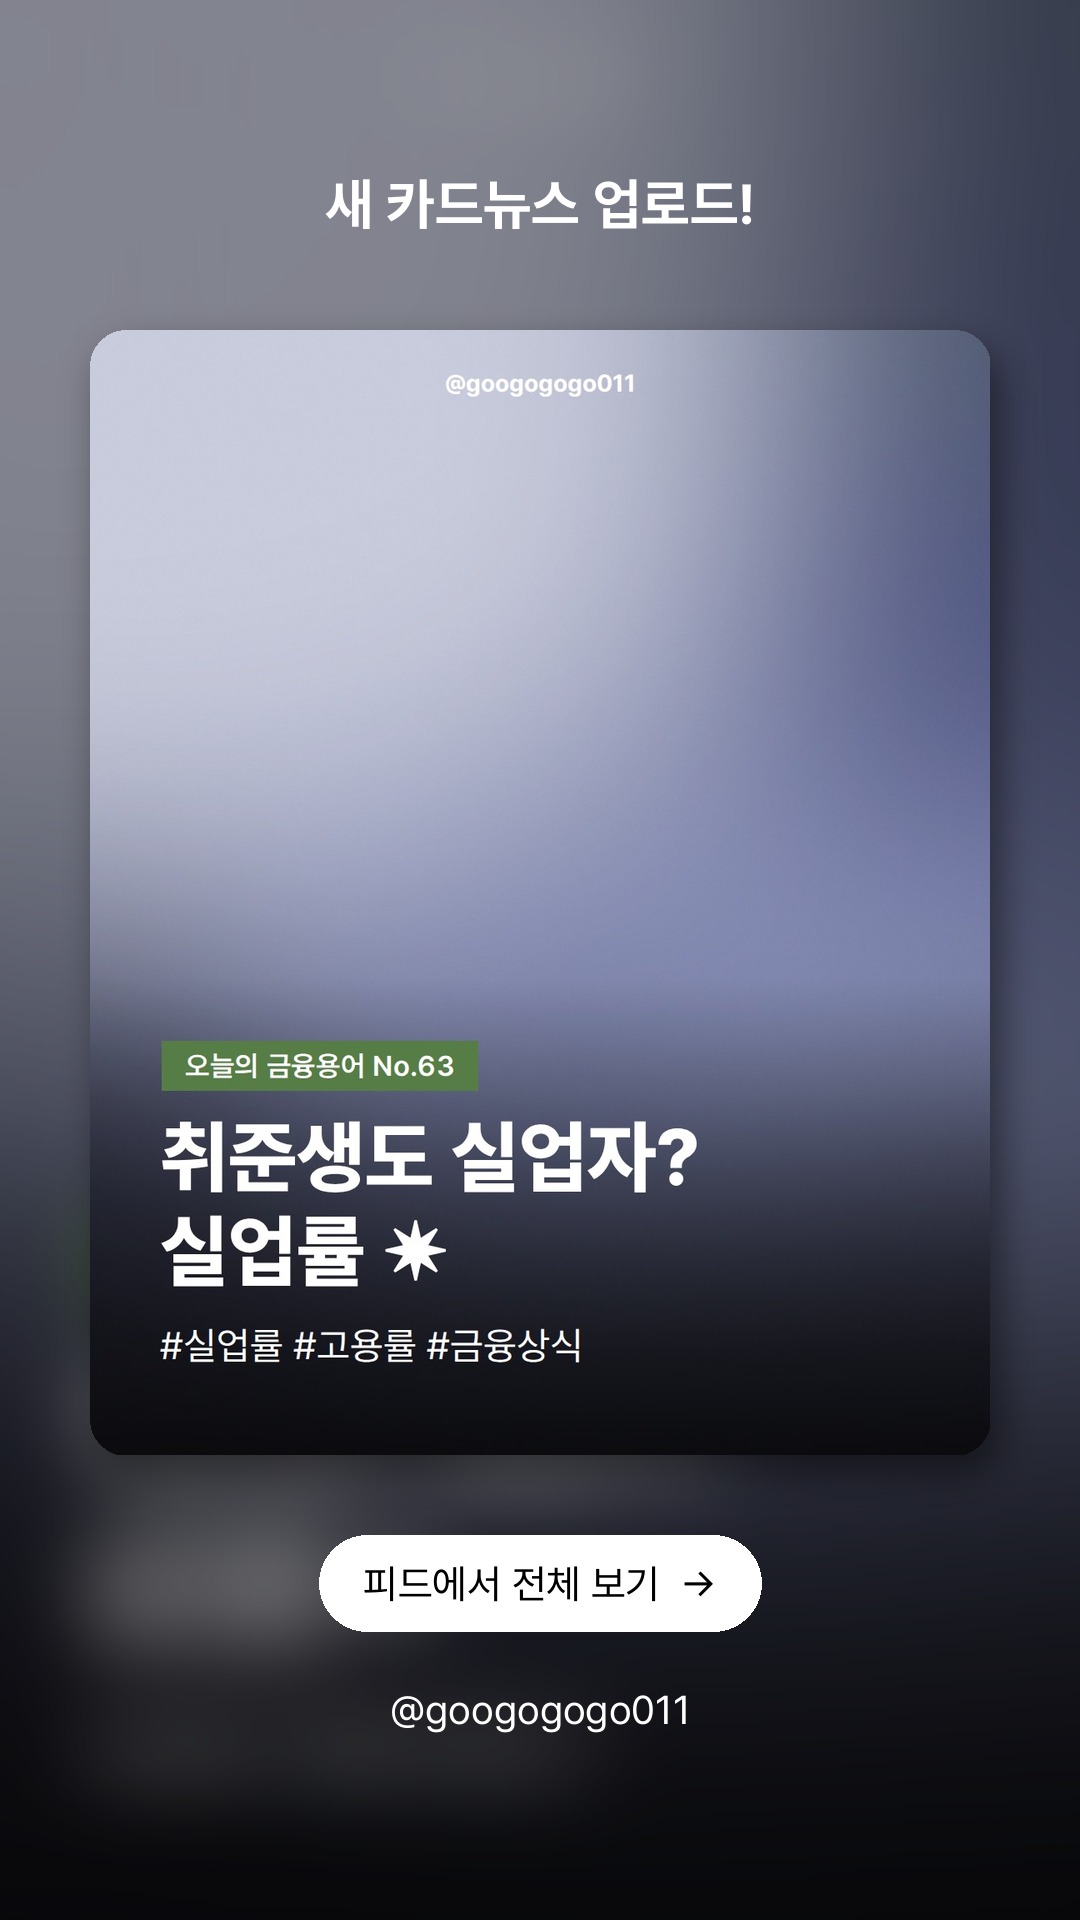 새 카드뉴스 업로드!
@googogogo011
오늘의 금융용어 No.63
취준생도 실업자?
실업률 ✷
#실업률 #고용률 #금융상식
피드에서 전체 보기 →
@googogogo011